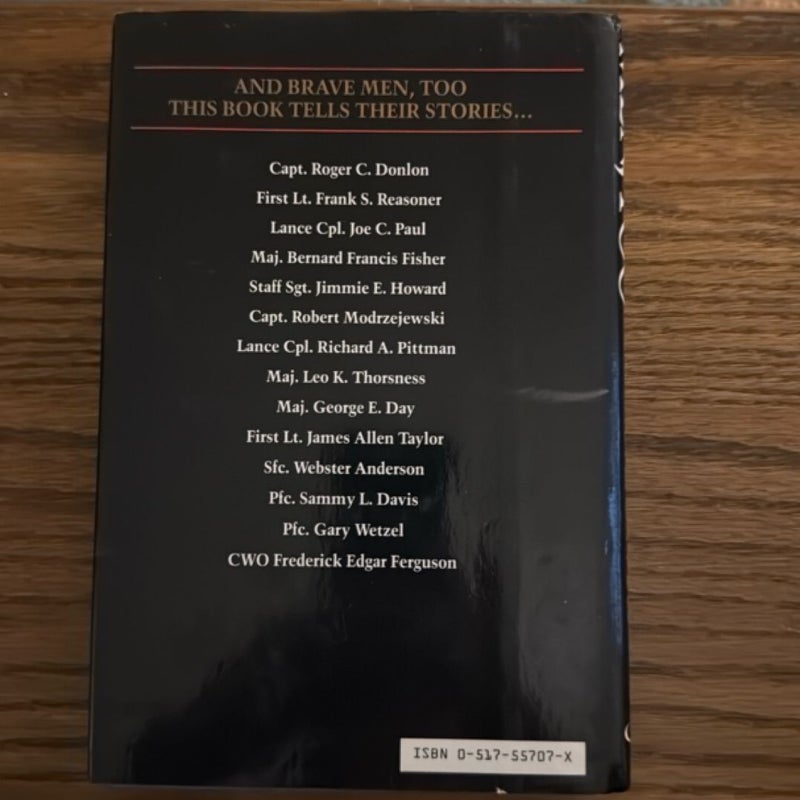 AND BRAVE MEN, TOO
THIS BOOK TELLS THEIR STORIES...
Capt. Roger C. Donlon
First Lt. Frank S. Reasoner
Lance Cpl. Joe C. Paul
Maj. Bernard Francis Fisher
Staff Sgt. Jimmie E. Howard
Capt. Robert Modrzejewski
Lance Cpl. Richard A. Pittman
Maj. Leo K. Thorsness
Maj. George E. Day
First Lt. James Allen Taylor
Sfc. Webster Anderson
Pfc. Sammy L. Davis
Pfc. Gary Wetzel
CWO Frederick Edgar Ferguson
ISBN 0-517-55707-X